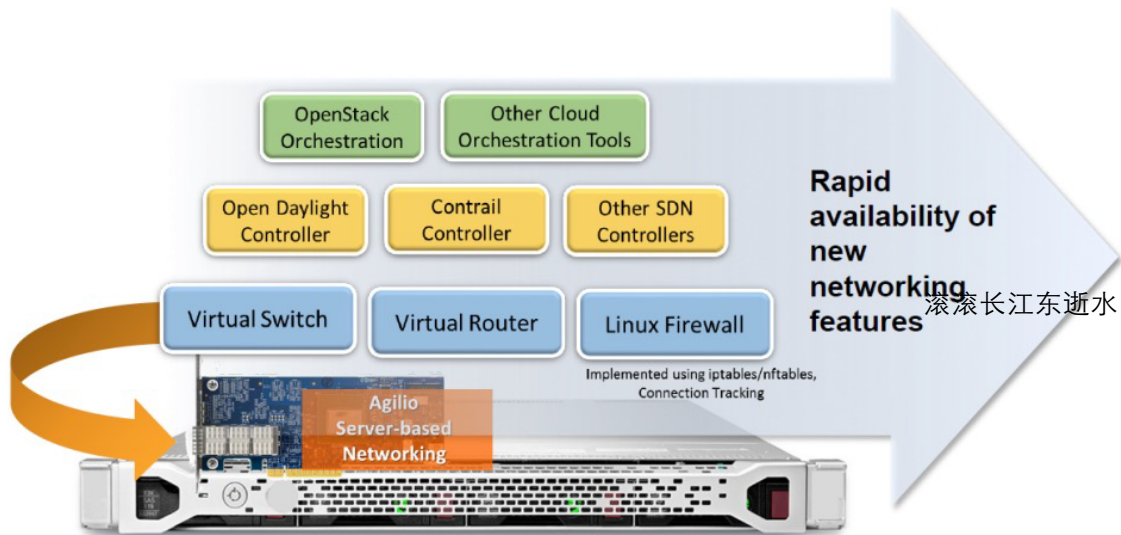 OpenStack
Orchestration
Other Cloud
Orchestration Tools
Open Daylight
Controller
Contrail
Controller
Other SDN
Controllers
Virtual Switch
Virtual Router
Linux Firewall
Implemented using iptables/nftables,
Connection Tracking
Rapid
availability of
new
networking
features
滚滚长江东逝水
Agilio
Server-based
Networking